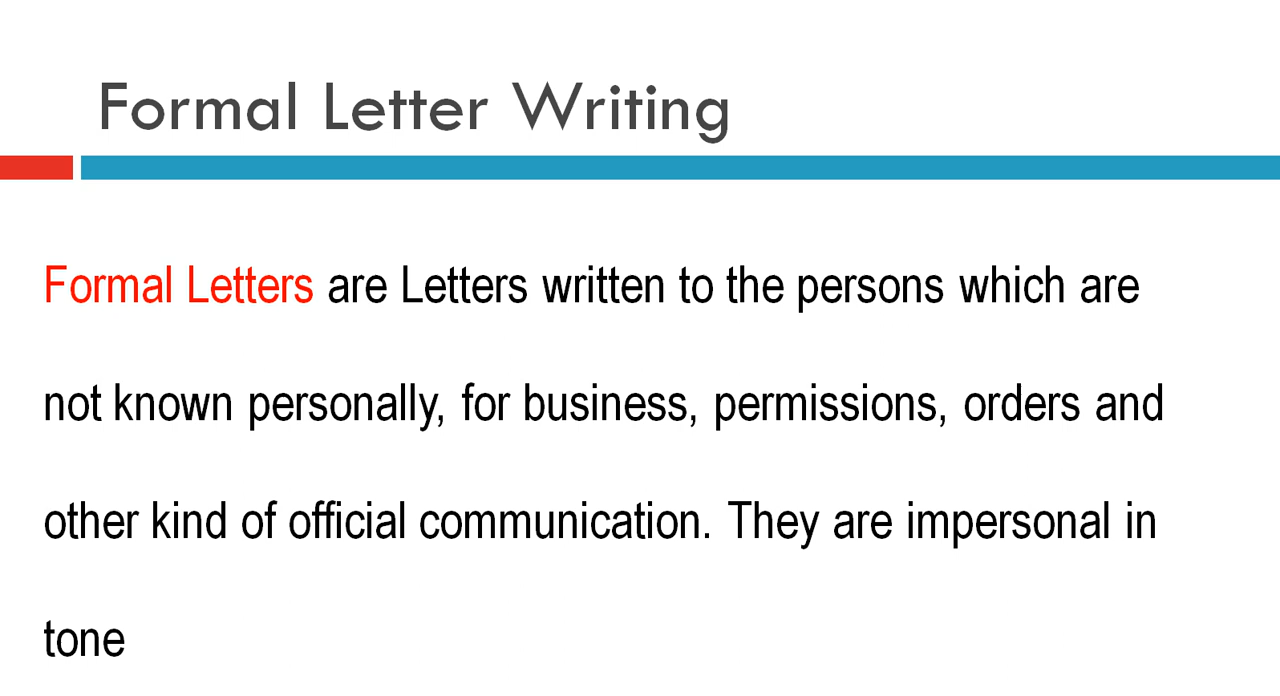 Formal Letter Writing
Formal Letters are Letters written to the persons which are
not known personally, for business, permissions, orders and
other kind of official communication. They are impersonal in
tone